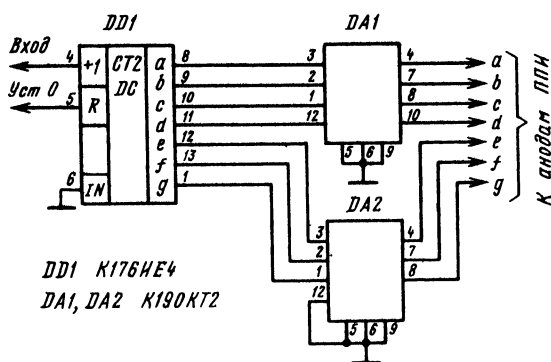 DD1
DA1
Вход 4 +1 CT2 a 8 3 4 a
DC b 9 2 7 b
Уст 0 5 R c 10 1 8 c
d 11 12 10 d
e 12 5 6 9 e
f 13 f
6 IN g 1 DA2 g
К анодам ППИ
3 4
2 7
1 8
12
5 6 9
DD1 К176ИЕ4
DA1, DA2 К190КТ2